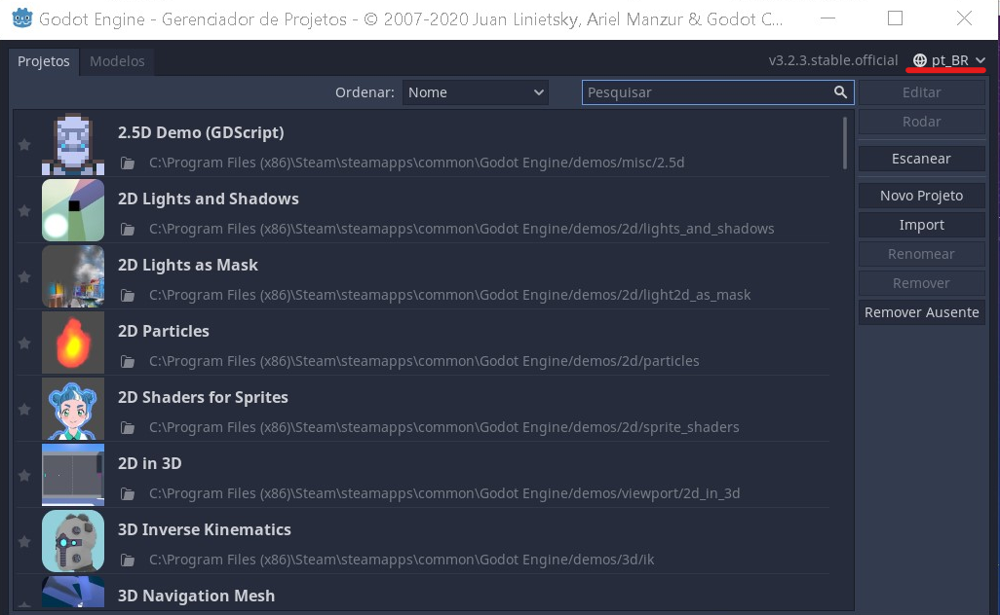 Godot Engine - Gerenciador de Projetos - © 2007-2020 Juan Linietsky, Ariel Manzur & Godot C...
Projetos Modelos v3.2.3.stable.official pt_BR
Ordenar: Nome Pesquisar
Editar
Rodar
Escanear
Novo Projeto
Import
Renomear
Remover
Remover Ausente
2.5D Demo (GDScript)
C:\Program Files (x86)\Steam\steamapps\common\Godot Engine/demos/misc/2.5d
2D Lights and Shadows
C:\Program Files (x86)\Steam\steamapps\common\Godot Engine/demos/2d/lights_and_shadows
2D Lights as Mask
C:\Program Files (x86)\Steam\steamapps\common\Godot Engine/demos/2d/light2d_as_mask
2D Particles
C:\Program Files (x86)\Steam\steamapps\common\Godot Engine/demos/2d/particles
2D Shaders for Sprites
C:\Program Files (x86)\Steam\steamapps\common\Godot Engine/demos/2d/sprite_shaders
2D in 3D
C:\Program Files (x86)\Steam\steamapps\common\Godot Engine/demos/viewport/2d_in_3d
3D Inverse Kinematics
C:\Program Files (x86)\Steam\steamapps\common\Godot Engine/demos/3d/ik
3D Navigation Mesh